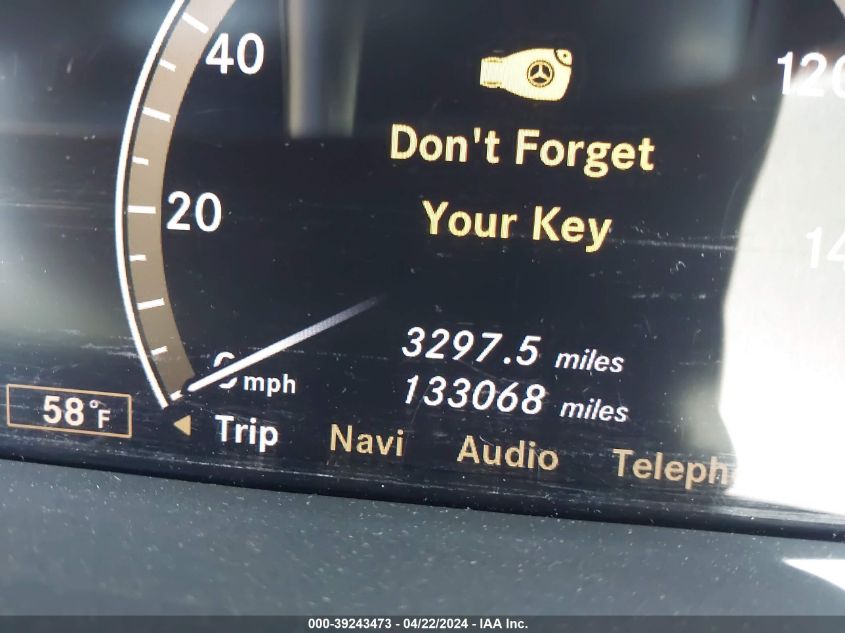 40
120
Don't Forget
20
Your Key
3297.5 miles
0 mph
133068 miles
58°F
Trip
Navi
Audio
000-39243473 - 04/22/2024 - IAA Inc.